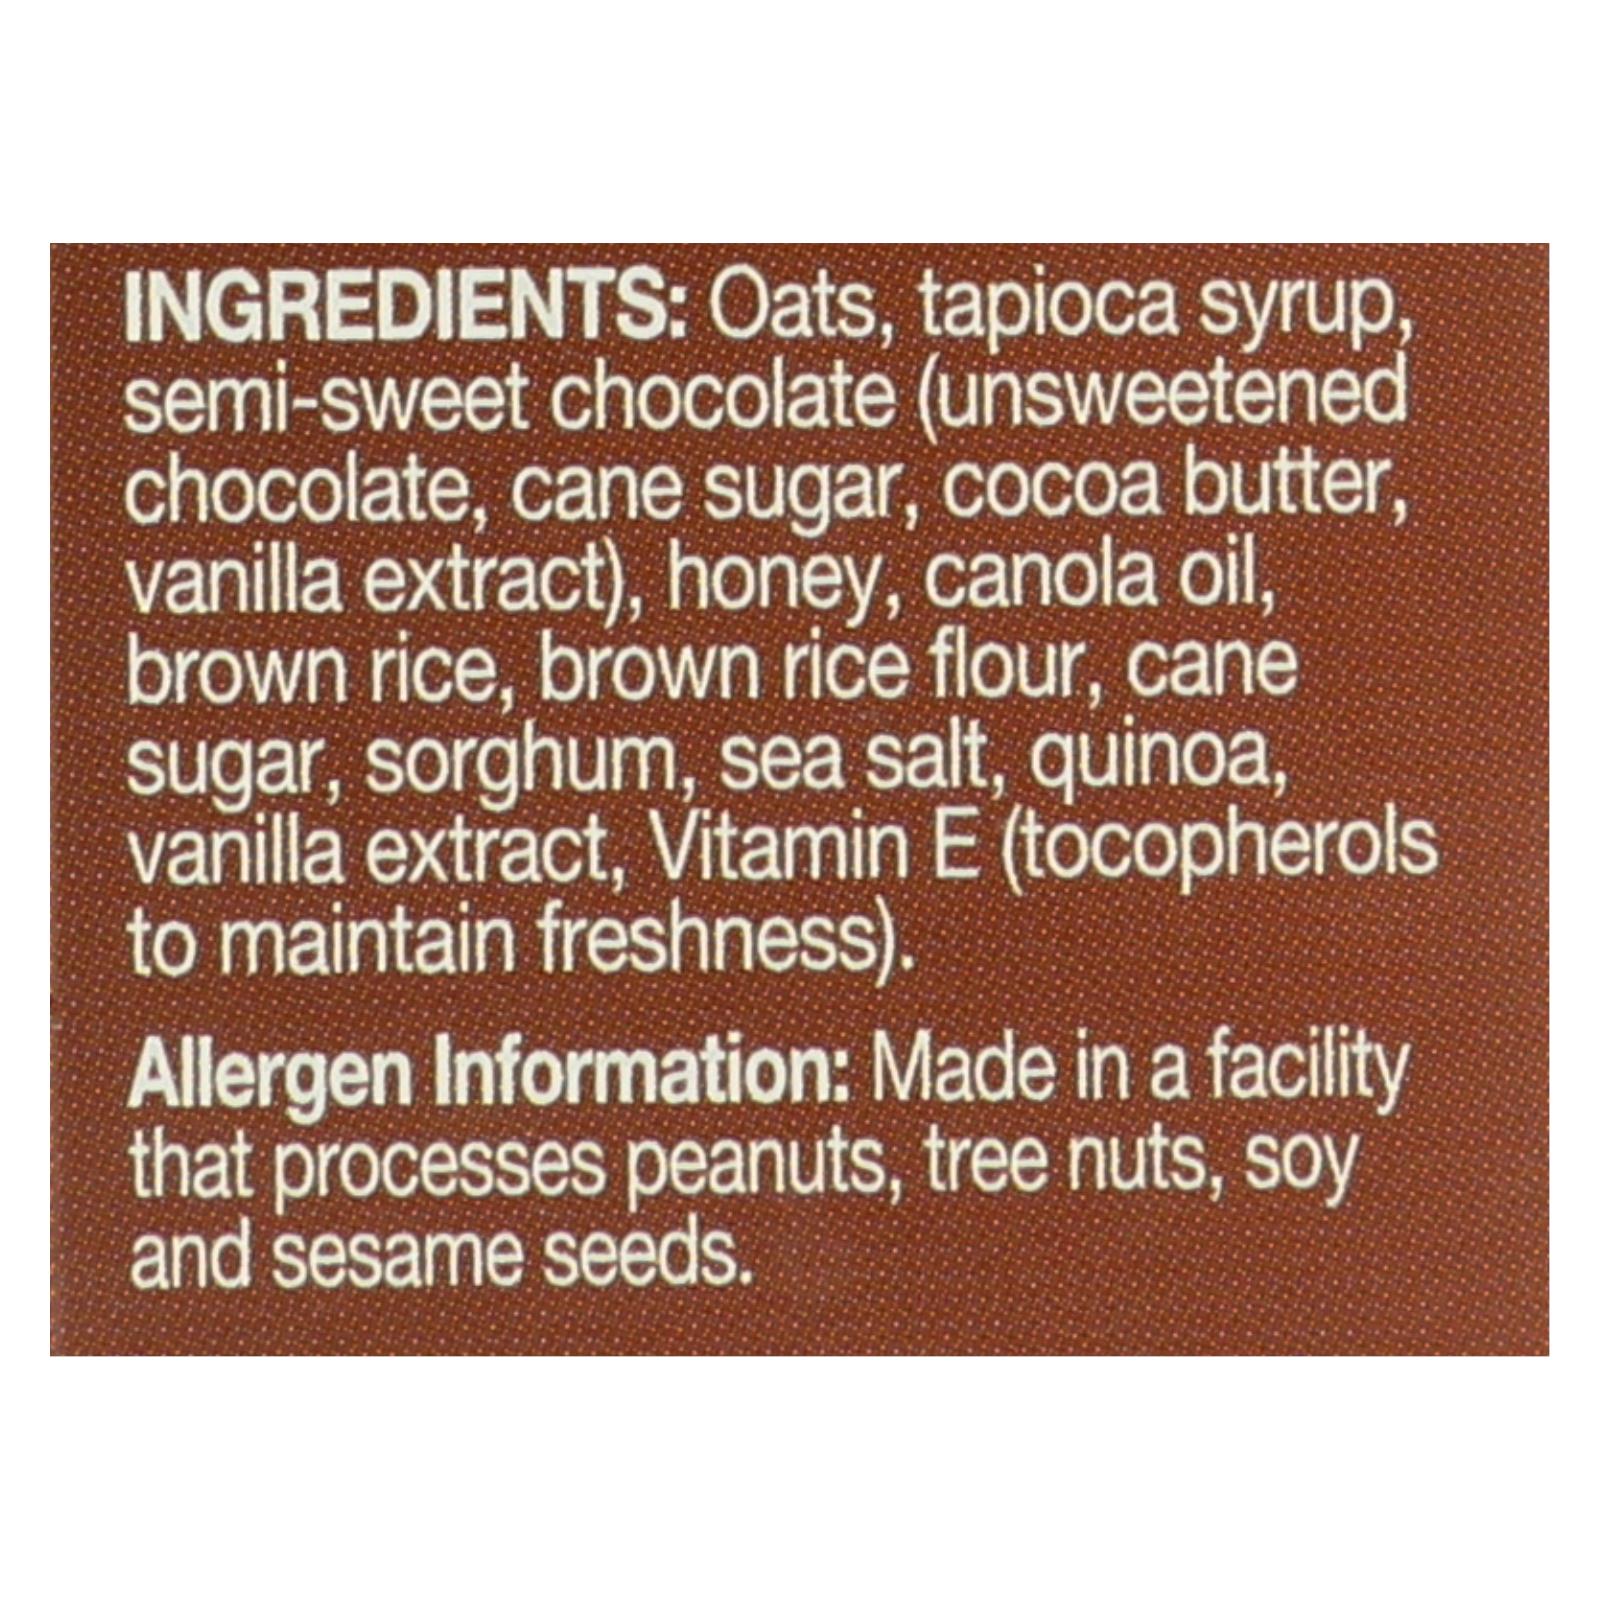 INGREDIENTS: Oats, tapioca syrup,
semi-sweet chocolate (unsweetened
chocolate, cane sugar, cocoa butter,
vanilla extract), honey, canola oil,
brown rice, brown rice flour, cane
sugar, sorghum, sea salt, quinoa,
vanilla extract, Vitamin E (tocopherols
to maintain freshness).
Allergen Information: Made in a facility
that processes peanuts, tree nuts, soy
and sesame seeds.